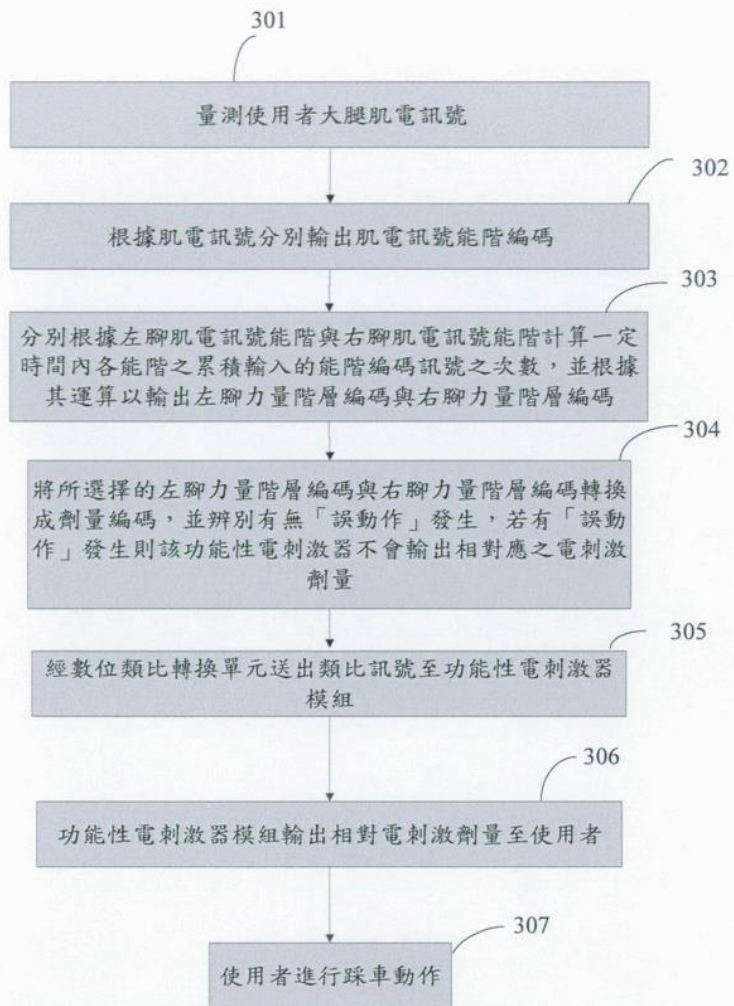 301
量測使用者大腿肌電訊號
302
根據肌電訊號分別輸出肌電訊號能階編碼
303
分別根據左腳肌電訊號能階與右腳肌電訊號能階計算一定
時間內各能階之累積輸入的能階編碼訊號之次數，並根據
其運算以輸出左腳力量階層編碼與右腳力量階層編碼
304
將所選擇的左腳力量階層編碼與右腳力量階層編碼轉換
成劑量編碼，並辨別有無「誤動作」發生，若有「誤動
作」發生則該功能性電刺激器不會輸出相對應之電刺激
劑量
305
經數位類比轉換單元送出類比訊號至功能性電刺激器
模組
306
功能性電刺激器模組輸出相對電刺激劑量至使用者
307
使用者進行踩車動作